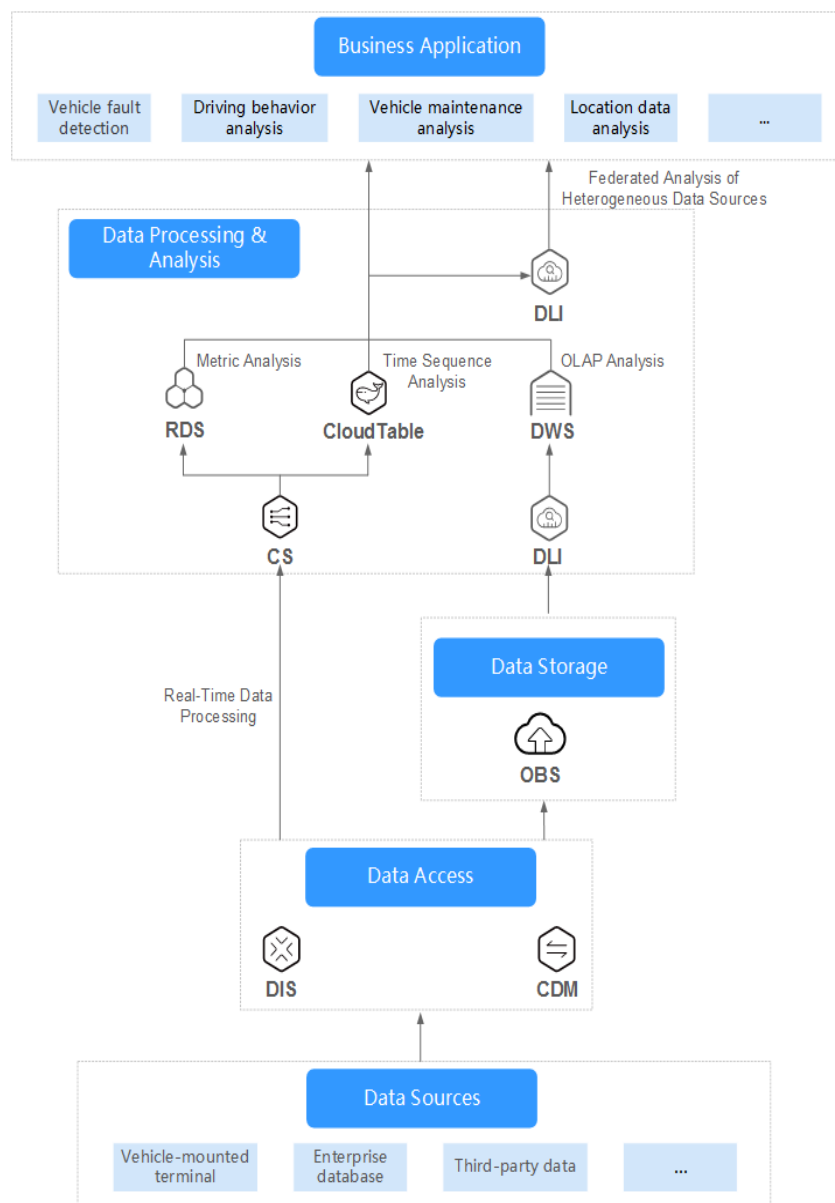 Business Application
Vehicle fault
detection
Driving behavior
analysis
Vehicle maintenance
analysis
Location data
analysis
...
Federated Analysis of
Heterogeneous Data Sources
Data Processing &
Analysis
DLI
Metric Analysis
Time Sequence
Analysis
OLAP Analysis
RDS
CloudTable
DWS
CS
DLI
Real-Time Data
Processing
Data Storage
OBS
Data Access
DIS
CDM
Data Sources
Vehicle-mounted
terminal
Enterprise
database
Third-party data
...